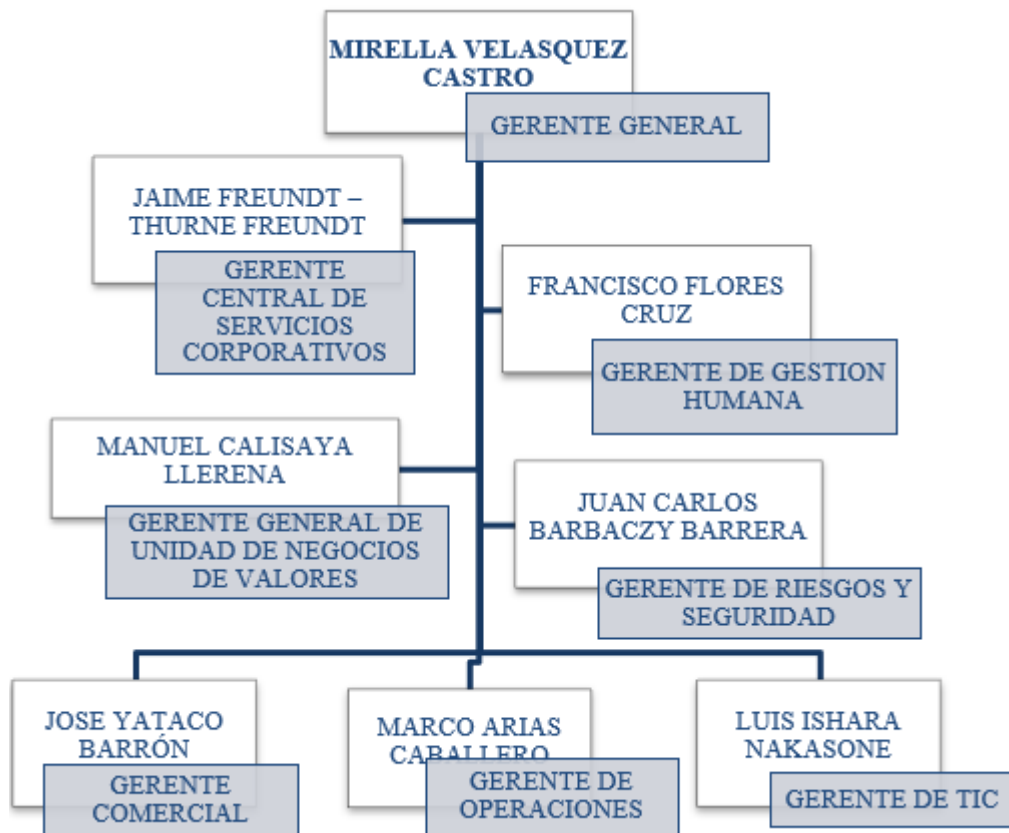 MIRELLA VELASQUEZ
CASTRO
GERENTE GENERAL
JAIME FREUNDT –
THURNE FREUNDT
GERENTE
CENTRAL DE
SERVICIOS
CORPORATIVOS
FRANCISCO FLORES
CRUZ
GERENTE DE GESTION
HUMANA
MANUEL CALISAYA
LLERENA
GERENTE GENERAL DE
UNIDAD DE NEGOCIOS
DE VALORES
JUAN CARLOS
BARBACZY BARRERA
GERENTE DE RIESGOS Y
SEGURIDAD
JOSE YATACO
BARRÓN
GERENTE
COMERCIAL
MARCO ARIAS
CABALLERO
GERENTE DE
OPERACIONES
LUIS ISHARA
NAKASONE
GERENTE DE TIC